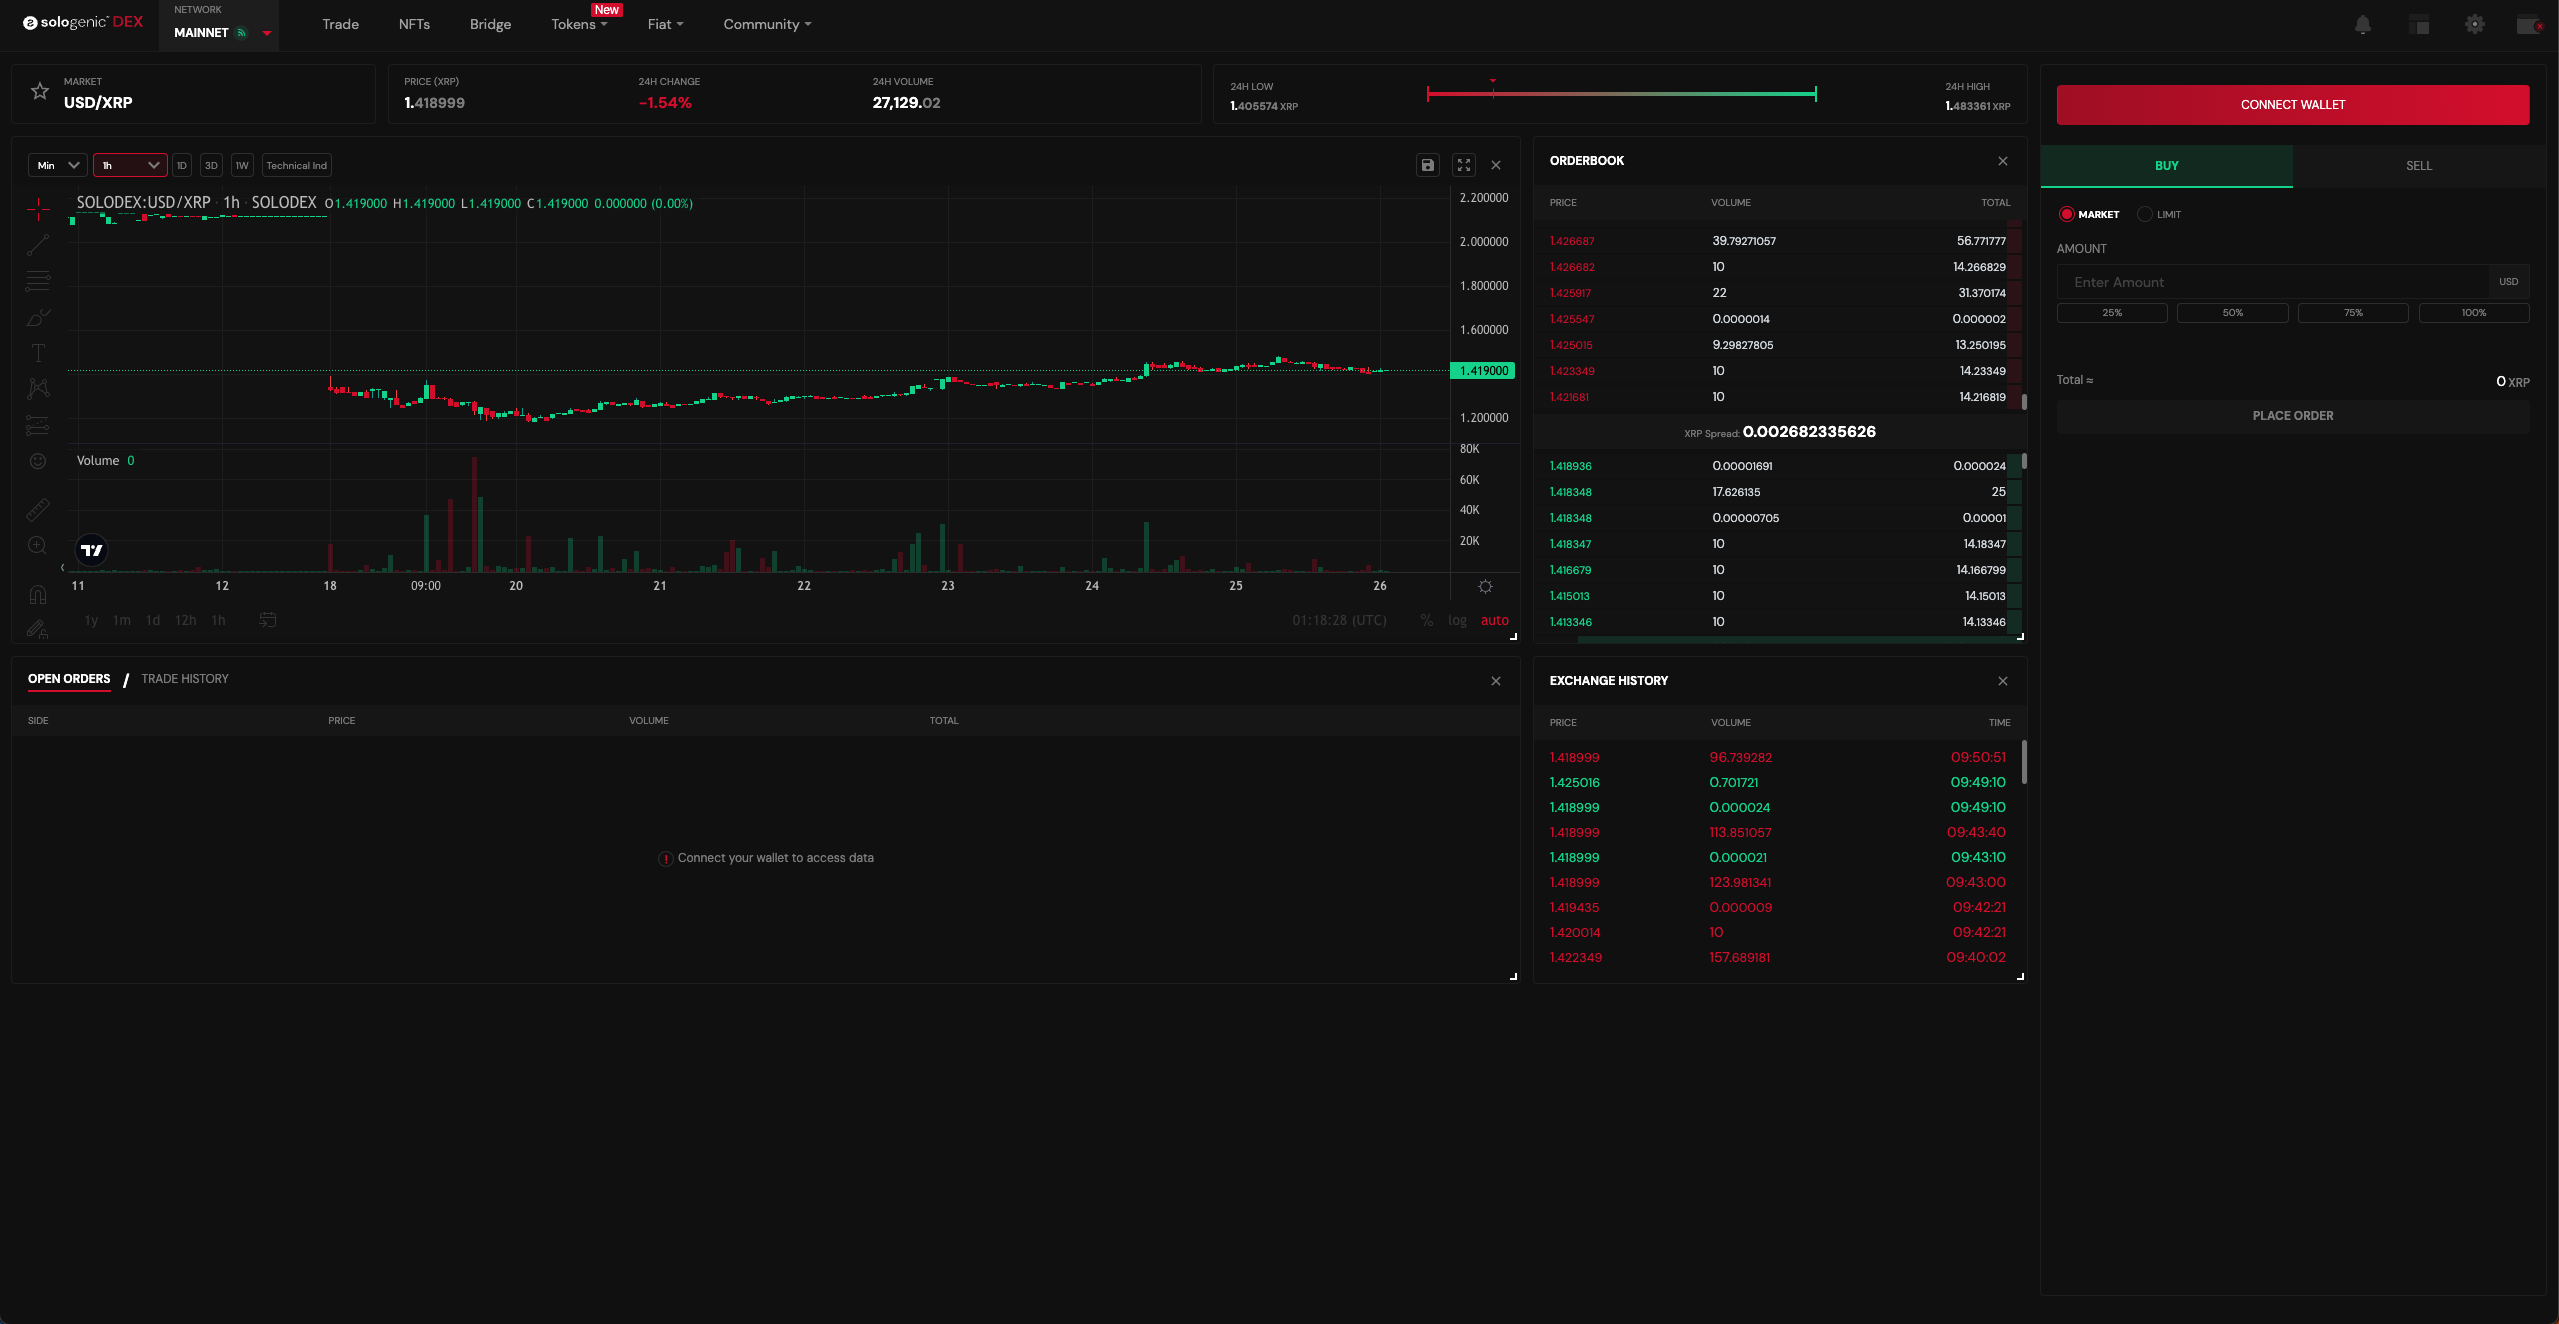 sologenic DEX
NETWORK
MAINNET
Trade
NFTs
Bridge
Tokens
New
Fiat
Community
MARKET
USD/XRP
PRICE (XRP)
1.418999
24H CHANGE
-1.54%
24H VOLUME
27,129.02
24H LOW
1.405574 XRP
24H HIGH
1.483361 XRP
CONNECT WALLET
BUY
SELL
MARKET
LIMIT
AMOUNT
Enter Amount
USD
25%
50%
75%
100%
Total ≈
0 XRP
PLACE ORDER
Min
1h
1D
3D
1W
Technical Ind
SOLODEX:USD/XRP · 1h · SOLODEX O1.419000 H1.419000 L1.419000 C1.419000 0.000000 (0.00%)
2.200000
2.000000
1.800000
1.600000
1.419000
1.200000
Volume 0
80K
60K
40K
20K
11 12 18 09:00 20 21 22 23 24 25 26
1y 1m 1d 12h 1h
01:18:28 (UTC)
% log auto
ORDERBOOK
PRICE VOLUME TOTAL
1.426687 39.79271057 56.771777
1.426682 10 14.266829
1.425917 22 31.370174
1.425547 0.0000014 0.000002
1.425015 9.29827805 13.250195
1.423349 10 14.23349
1.421681 10 14.216819
XRP Spread: 0.002682335626
1.418936 0.00001691 0.000024
1.418348 17.626135 25
1.418348 0.00000705 0.00001
1.418347 10 14.18347
1.416679 10 14.166799
1.415013 10 14.15013
1.413346 10 14.13346
OPEN ORDERS / TRADE HISTORY
SIDE PRICE VOLUME TOTAL
Connect your wallet to access data
EXCHANGE HISTORY
PRICE VOLUME TIME
1.418999 96.739282 09:50:51
1.425016 0.701721 09:49:10
1.418999 0.000024 09:49:10
1.418999 113.851057 09:43:40
1.418999 0.000021 09:43:10
1.418999 123.981341 09:43:00
1.419435 0.000009 09:42:21
1.420014 10 09:42:21
1.422349 157.689181 09:40:02